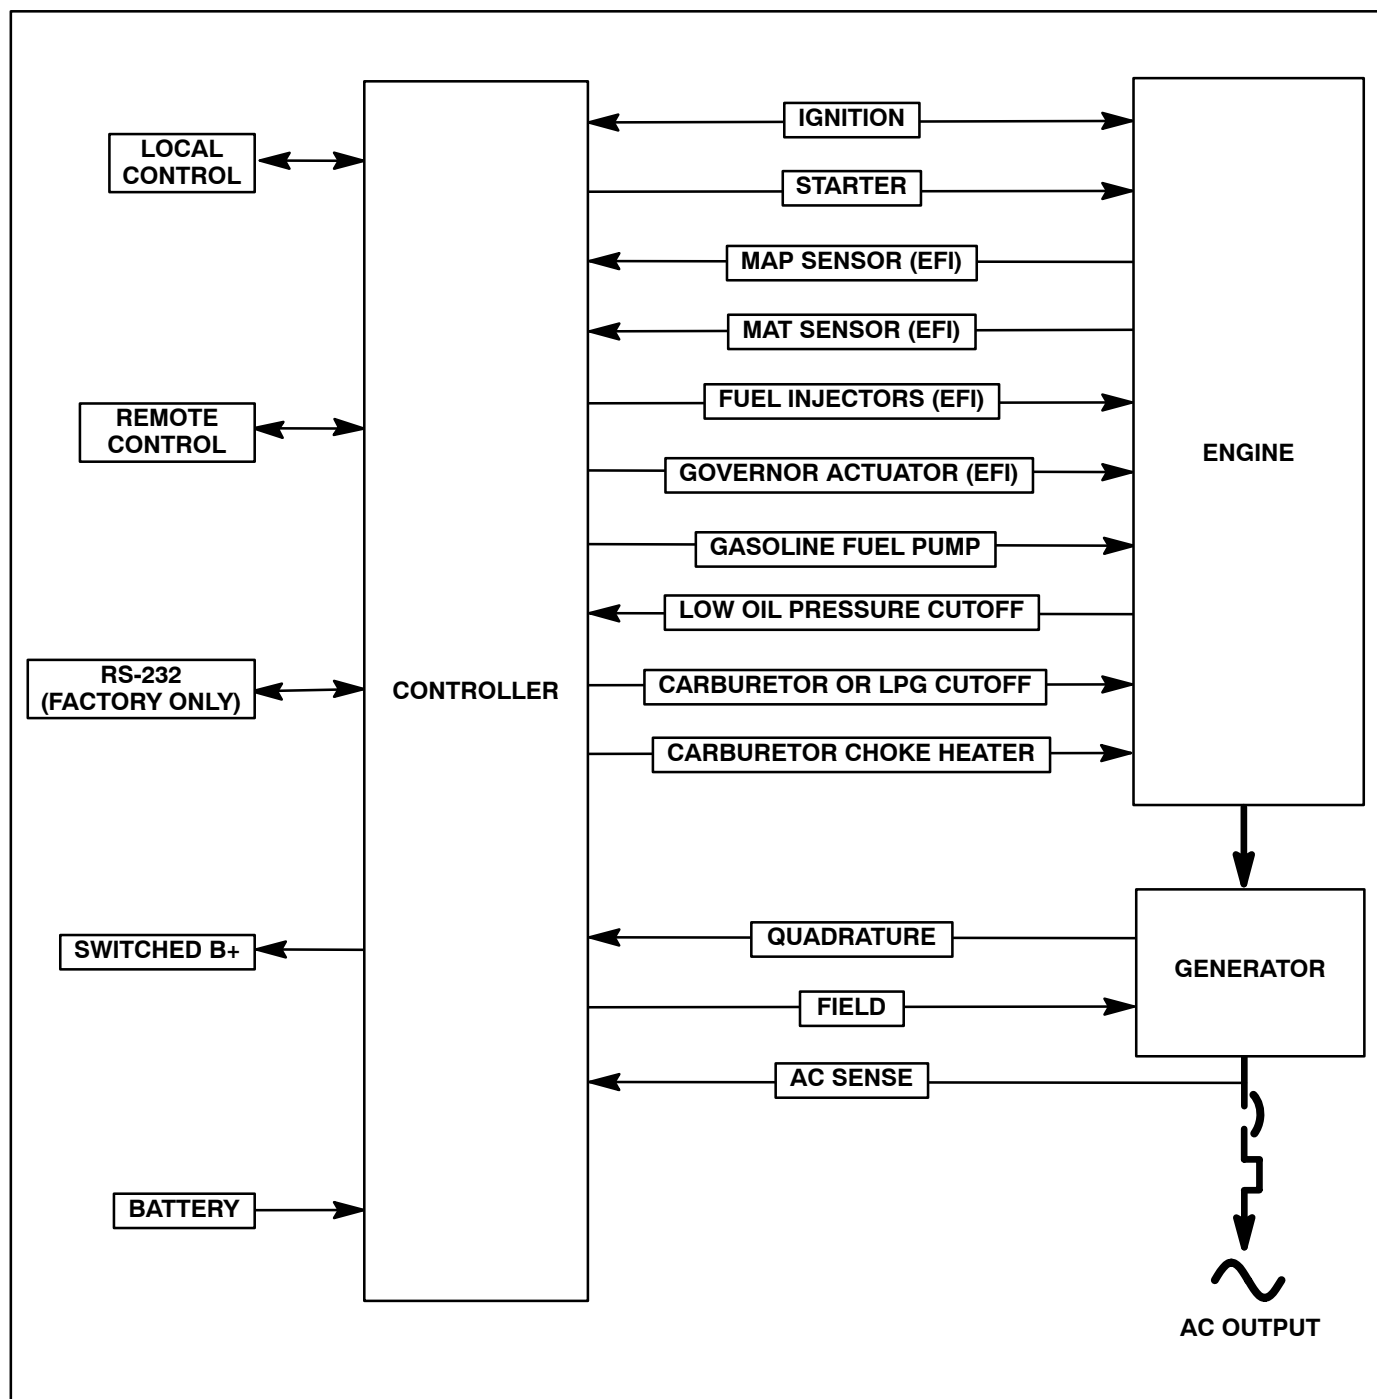 IGNITION
LOCAL
CONTROL
STARTER
MAP SENSOR (EFI)
MAT SENSOR (EFI)
FUEL INJECTORS (EFI)
REMOTE
CONTROL
GOVERNOR ACTUATOR (EFI)
ENGINE
GASOLINE FUEL PUMP
LOW OIL PRESSURE CUTOFF
RS-232
(FACTORY ONLY)
CONTROLLER
CARBURETOR OR LPG CUTOFF
CARBURETOR CHOKE HEATER
SWITCHED B+
QUADRATURE
GENERATOR
FIELD
AC SENSE
BATTERY
AC OUTPUT